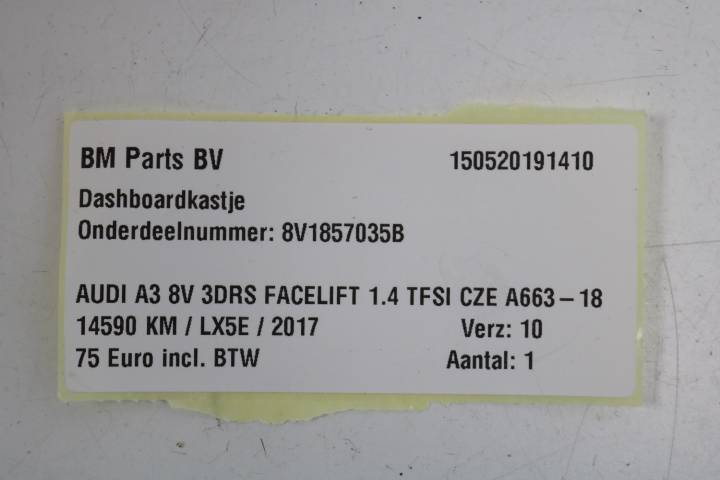 BM Parts BV 150520191410
Dashboardkastje
Onderdeelnummer: 8V1857035B
AUDI A3 8V 3DRS FACELIFT 1.4 TFSI CZE A663-18
14590 KM / LX5E / 2017 Verz: 10
75 Euro incl. BTW Aantal: 1